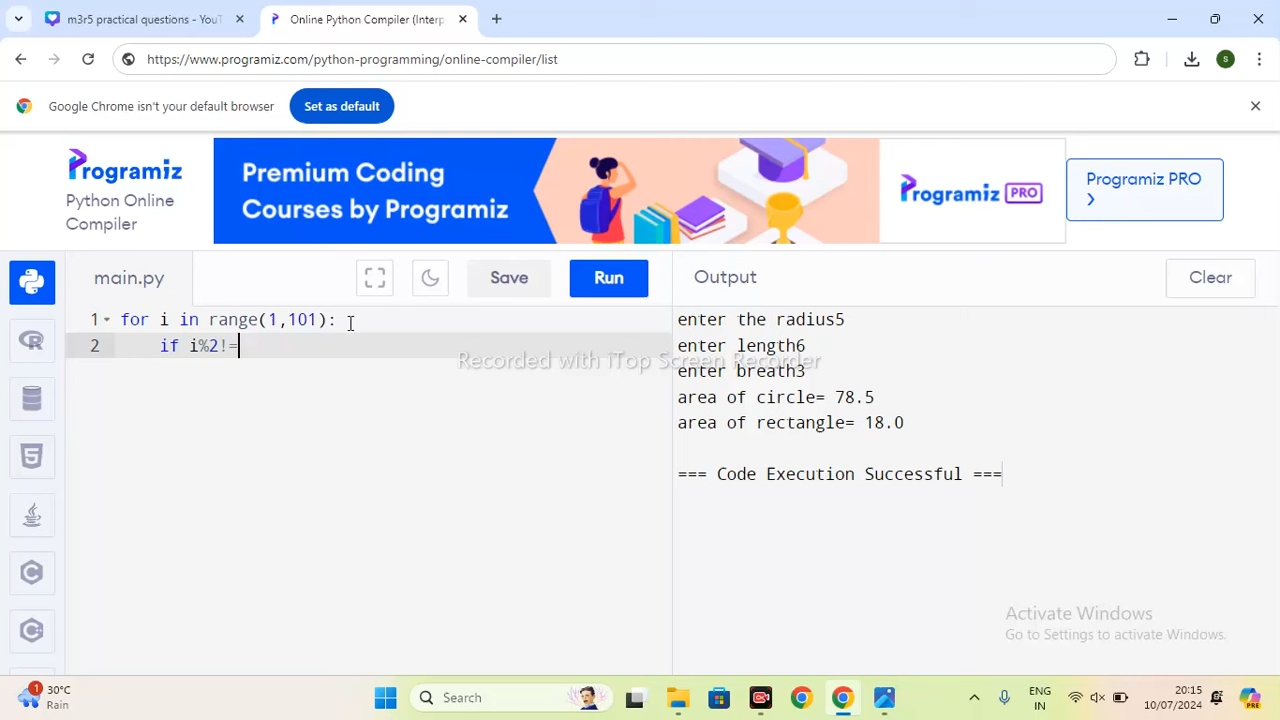 m3r5 practical questions - YouT
Online Python Compiler (Interp
https://www.programiz.com/python-programming/online-compiler/list
S
Google Chrome isn't your default browser
Set as default
Programiz
Python Online
Compiler
Premium Coding
Courses by Programiz
Programiz PRO
Programiz PRO
main.py
Save
Run
Output
Clear
1 for i in range(1,101):
2 if i%2!=
enter the radius5
enter length6
enter breath3
area of circle= 78.5
area of rectangle= 18.0
=== Code Execution Successful ===
Recorded with iTop Screen Recorder
Activate Windows
Go to Settings to activate Windows.
1
30°C
Rain
Search
ENG
IN
20:15
10/07/2024
PRE